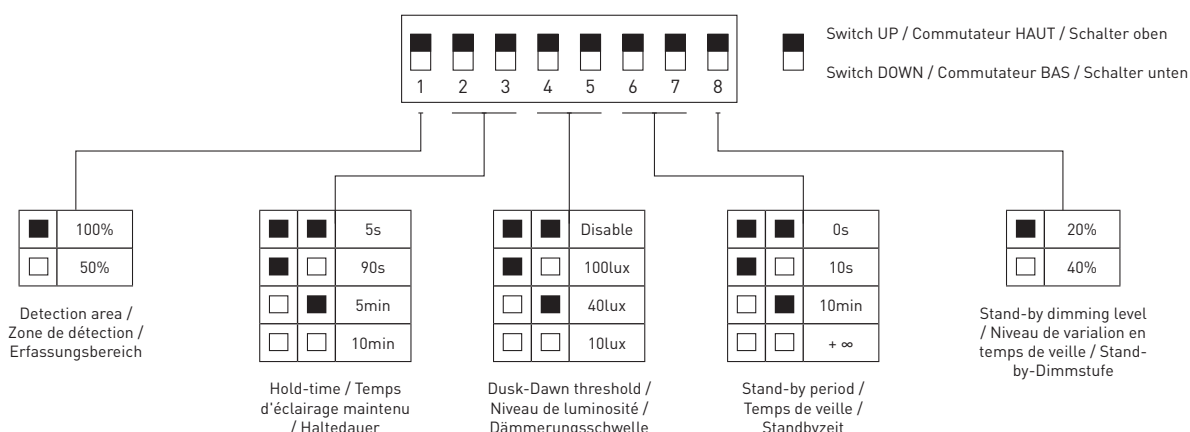 Switch UP / Commutateur HAUT / Schalter oben
Switch DOWN / Commutateur BAS / Schalter unten
1 2 3 4 5 6 7 8
100%
50%
Detection area /
Zone de détection /
Erfassungsbereich
5s
90s
5min
10min
Hold-time / Temps
d'éclairage maintenu
/ Haltedauer
Disable
100lux
40lux
10lux
Dusk-Dawn threshold /
Niveau de luminosité /
Dämmerungsschwelle
0s
10s
10min
+ ∞
Stand-by period /
Temps de veille /
Standbyzeit
20%
40%
Stand-by dimming level
/ Niveau de varialion en
temps de veille / Stand-
by-Dimmstufe